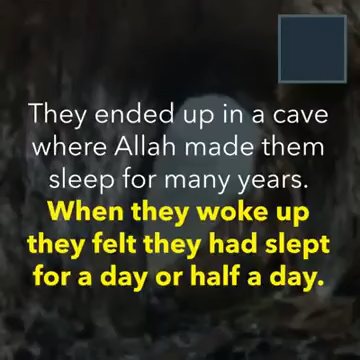 They ended up in a cave
where Allah made them
sleep for many years.
When they woke up
they felt they had slept
for a day or half a day.